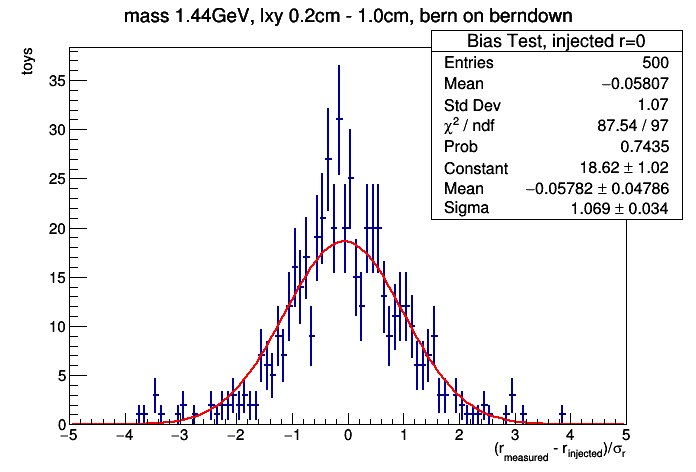 mass 1.44GeV, lxy 0.2cm - 1.0cm, bern on berndown
toys
Bias Test, injected r=0
Entries 500
Mean −0.05807
Std Dev 1.07
χ² / ndf 87.54 / 97
Prob 0.7435
Constant 18.62 ± 1.02
Mean −0.05782 ± 0.04786
Sigma 1.069 ± 0.034
35
30
25
20
15
10
5
0
−5 −4 −3 −2 −1 0 1 2 3 4 5
(r_measured - r_injected)/σ_r